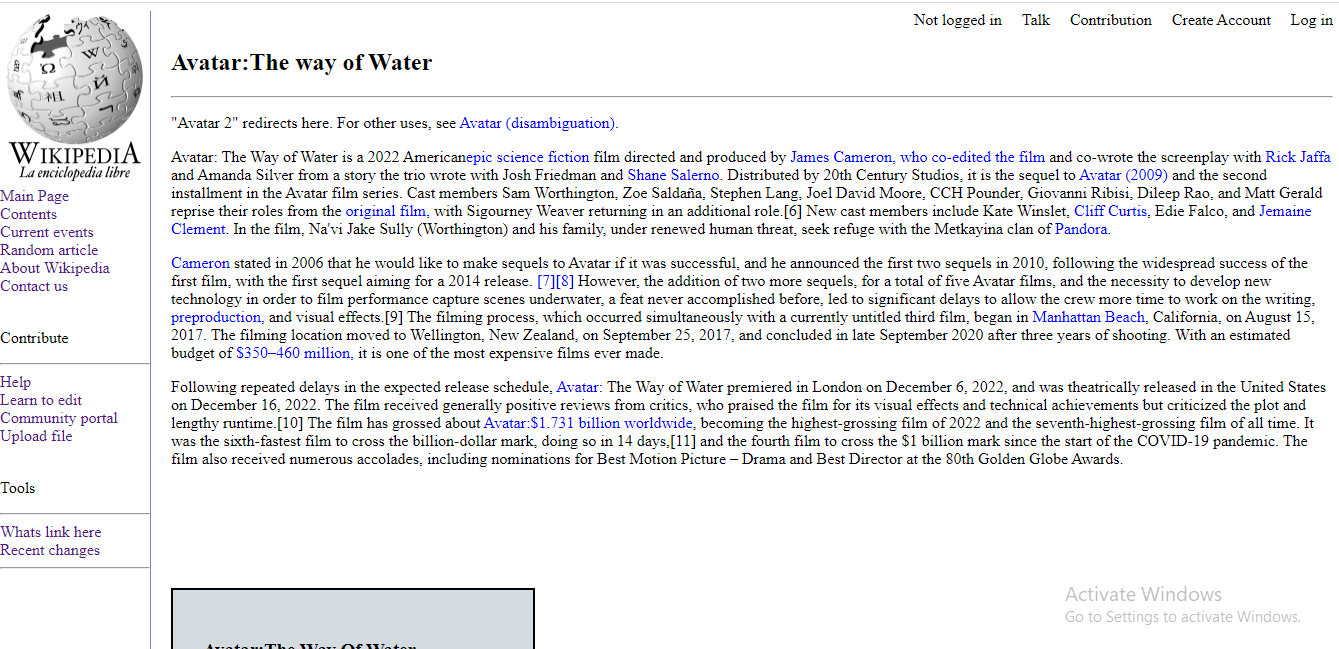 Not logged in Talk Contribution Create Account Log in
WIKIPEDIA
La enciclopedia libre
Main Page
Contents
Current events
Random article
About Wikipedia
Contact us
Contribute
Help
Learn to edit
Community portal
Upload file
Tools
Whats link here
Recent changes
Avatar:The way of Water
"Avatar 2" redirects here. For other uses, see Avatar (disambiguation).
Avatar: The Way of Water is a 2022 Americanepic science fiction film directed and produced by James Cameron, who co-edited the film and co-wrote the screenplay with Rick Jaffa
and Amanda Silver from a story the trio wrote with Josh Friedman and Shane Salerno. Distributed by 20th Century Studios, it is the sequel to Avatar (2009) and the second
installment in the Avatar film series. Cast members Sam Worthington, Zoe Saldaña, Stephen Lang, Joel David Moore, CCH Pounder, Giovanni Ribisi, Dileep Rao, and Matt Gerald
reprise their roles from the original film, with Sigourney Weaver returning in an additional role.[6] New cast members include Kate Winslet, Cliff Curtis, Edie Falco, and Jemaine
Clement. In the film, Na'vi Jake Sully (Worthington) and his family, under renewed human threat, seek refuge with the Metkayina clan of Pandora.
Cameron stated in 2006 that he would like to make sequels to Avatar if it was successful, and he announced the first two sequels in 2010, following the widespread success of the
first film, with the first sequel aiming for a 2014 release. [7][8] However, the addition of two more sequels, for a total of five Avatar films, and the necessity to develop new
technology in order to film performance capture scenes underwater, a feat never accomplished before, led to significant delays to allow the crew more time to work on the writing,
preproduction, and visual effects.[9] The filming process, which occurred simultaneously with a currently untitled third film, began in Manhattan Beach, California, on August 15,
2017. The filming location moved to Wellington, New Zealand, on September 25, 2017, and concluded in late September 2020 after three years of shooting. With an estimated
budget of $350–460 million, it is one of the most expensive films ever made.
Following repeated delays in the expected release schedule, Avatar: The Way of Water premiered in London on December 6, 2022, and was theatrically released in the United States
on December 16, 2022. The film received generally positive reviews from critics, who praised the film for its visual effects and technical achievements but criticized the plot and
lengthy runtime.[10] The film has grossed about Avatar:$1.731 billion worldwide, becoming the highest-grossing film of 2022 and the seventh-highest-grossing film of all time. It
was the sixth-fastest film to cross the billion-dollar mark, doing so in 14 days,[11] and the fourth film to cross the $1 billion mark since the start of the COVID-19 pandemic. The
film also received numerous accolades, including nominations for Best Motion Picture – Drama and Best Director at the 80th Golden Globe Awards.
Avatar:The Way Of Water
Activate Windows
Go to Settings to activate Windows.